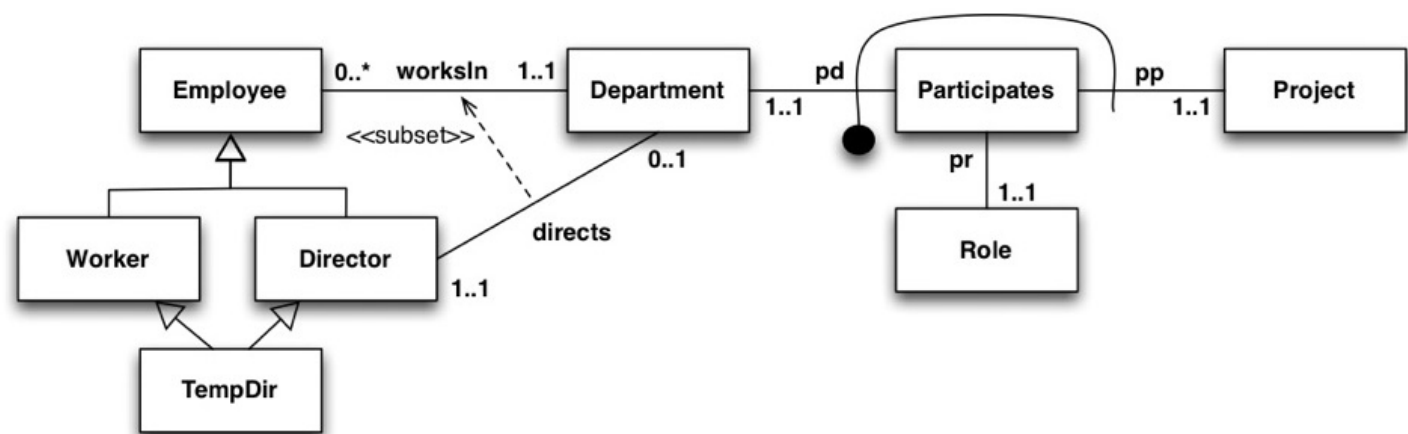 Employee
0..*
worksIn
1..1
Department
1..1
pd
Participates
pp
1..1
Project
<<subset>>
0..1
directs
pr
1..1
Worker
Director
1..1
Role
TempDir